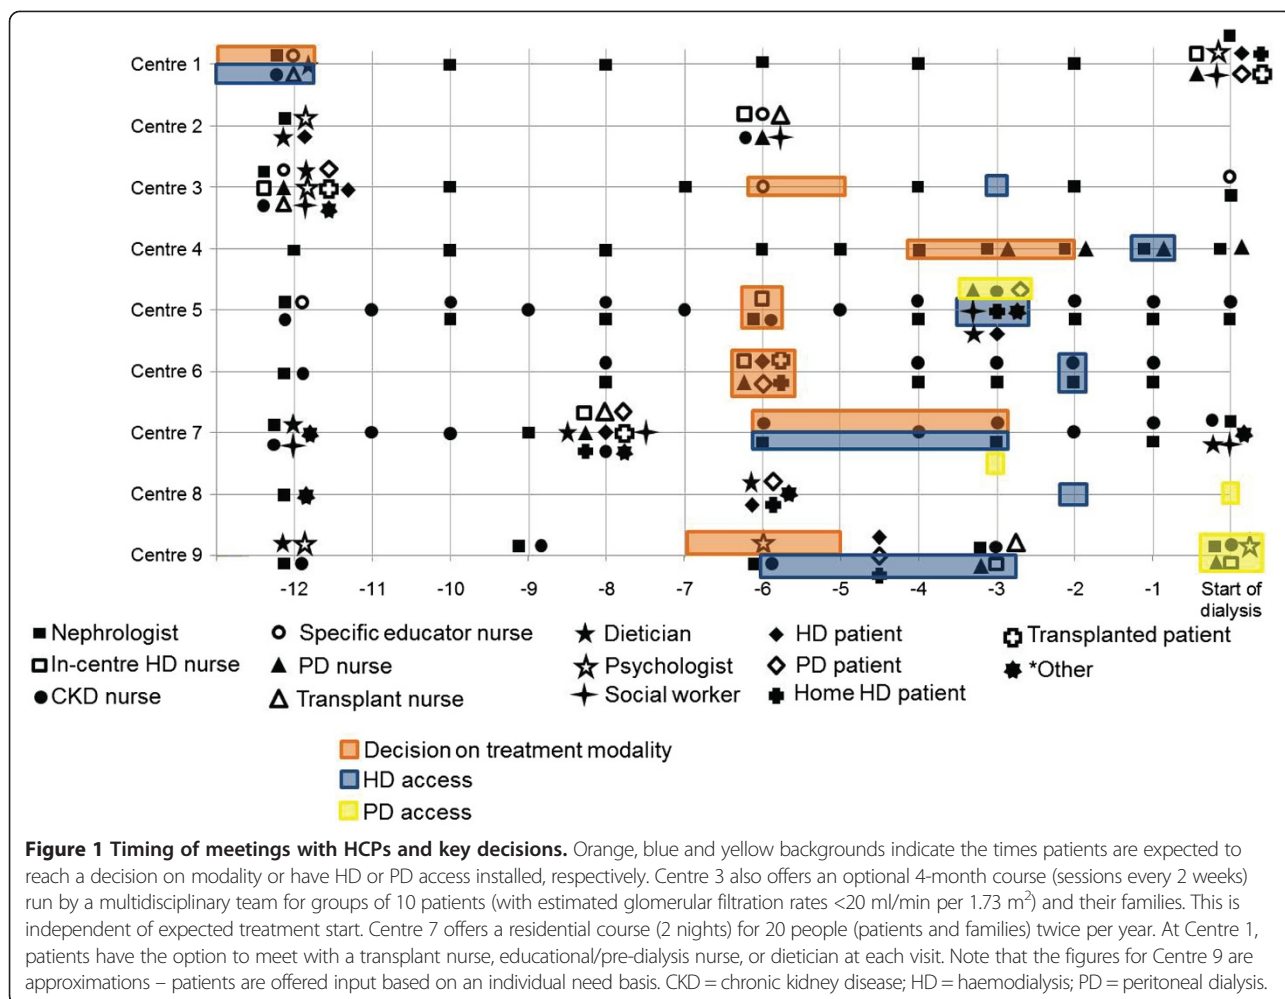 Centre 1
Centre 2
Centre 3
Centre 4
Centre 5
Centre 6
Centre 7
Centre 8
Centre 9
-12 -11 -10 -9 -8 -7 -6 -5 -4 -3 -2 -1 Start of
dialysis
Nephrologist
Specific educator nurse
Dietician
HD patient
Transplanted patient
In-centre HD nurse
PD nurse
Psychologist
PD patient
*Other
CKD nurse
Transplant nurse
Social worker
Home HD patient
Decision on treatment modality
HD access
PD access
Figure 1 Timing of meetings with HCPs and key decisions. Orange, blue and yellow backgrounds indicate the times patients are expected to
reach a decision on modality or have HD or PD access installed, respectively. Centre 3 also offers an optional 4-month course (sessions every 2 weeks)
run by a multidisciplinary team for groups of 10 patients (with estimated glomerular filtration rates <20 ml/min per 1.73 m²) and their families. This is
independent of expected treatment start. Centre 7 offers a residential course (2 nights) for 20 people (patients and families) twice per year. At Centre 1,
patients have the option to meet with a transplant nurse, educational/pre-dialysis nurse, or dietician at each visit. Note that the figures for Centre 9 are
approximations – patients are offered input based on an individual need basis. CKD = chronic kidney disease; HD = haemodialysis; PD = peritoneal dialysis.